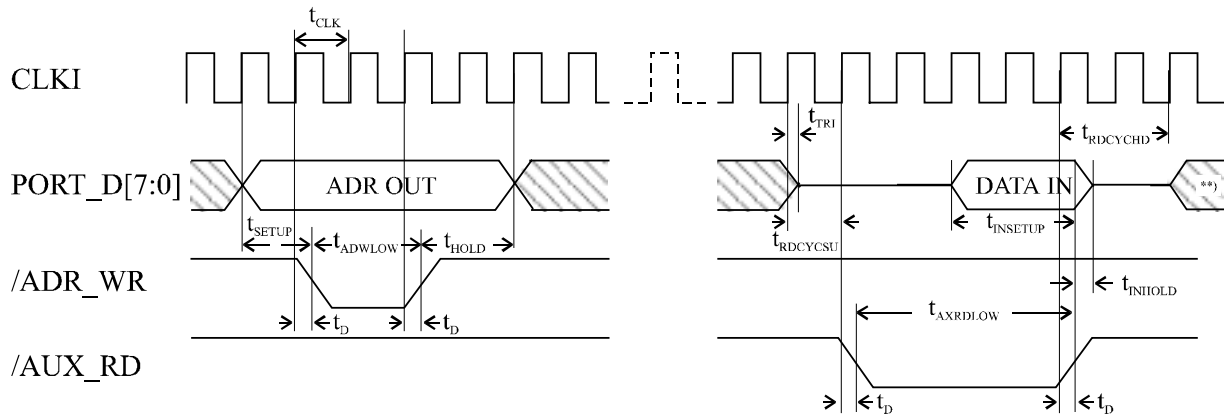 tCLK
CLKI
tTRI
tRDCYCHD
PORT_D[7:0]
ADR OUT
DATA IN
**)
tSETUP
tADWLOW
tHOLD
tRDCYCSU
tINSETUP
/ADR_WR
tINHOLD
tD
tD
tAXRDLOW
/AUX_RD
tD
tD